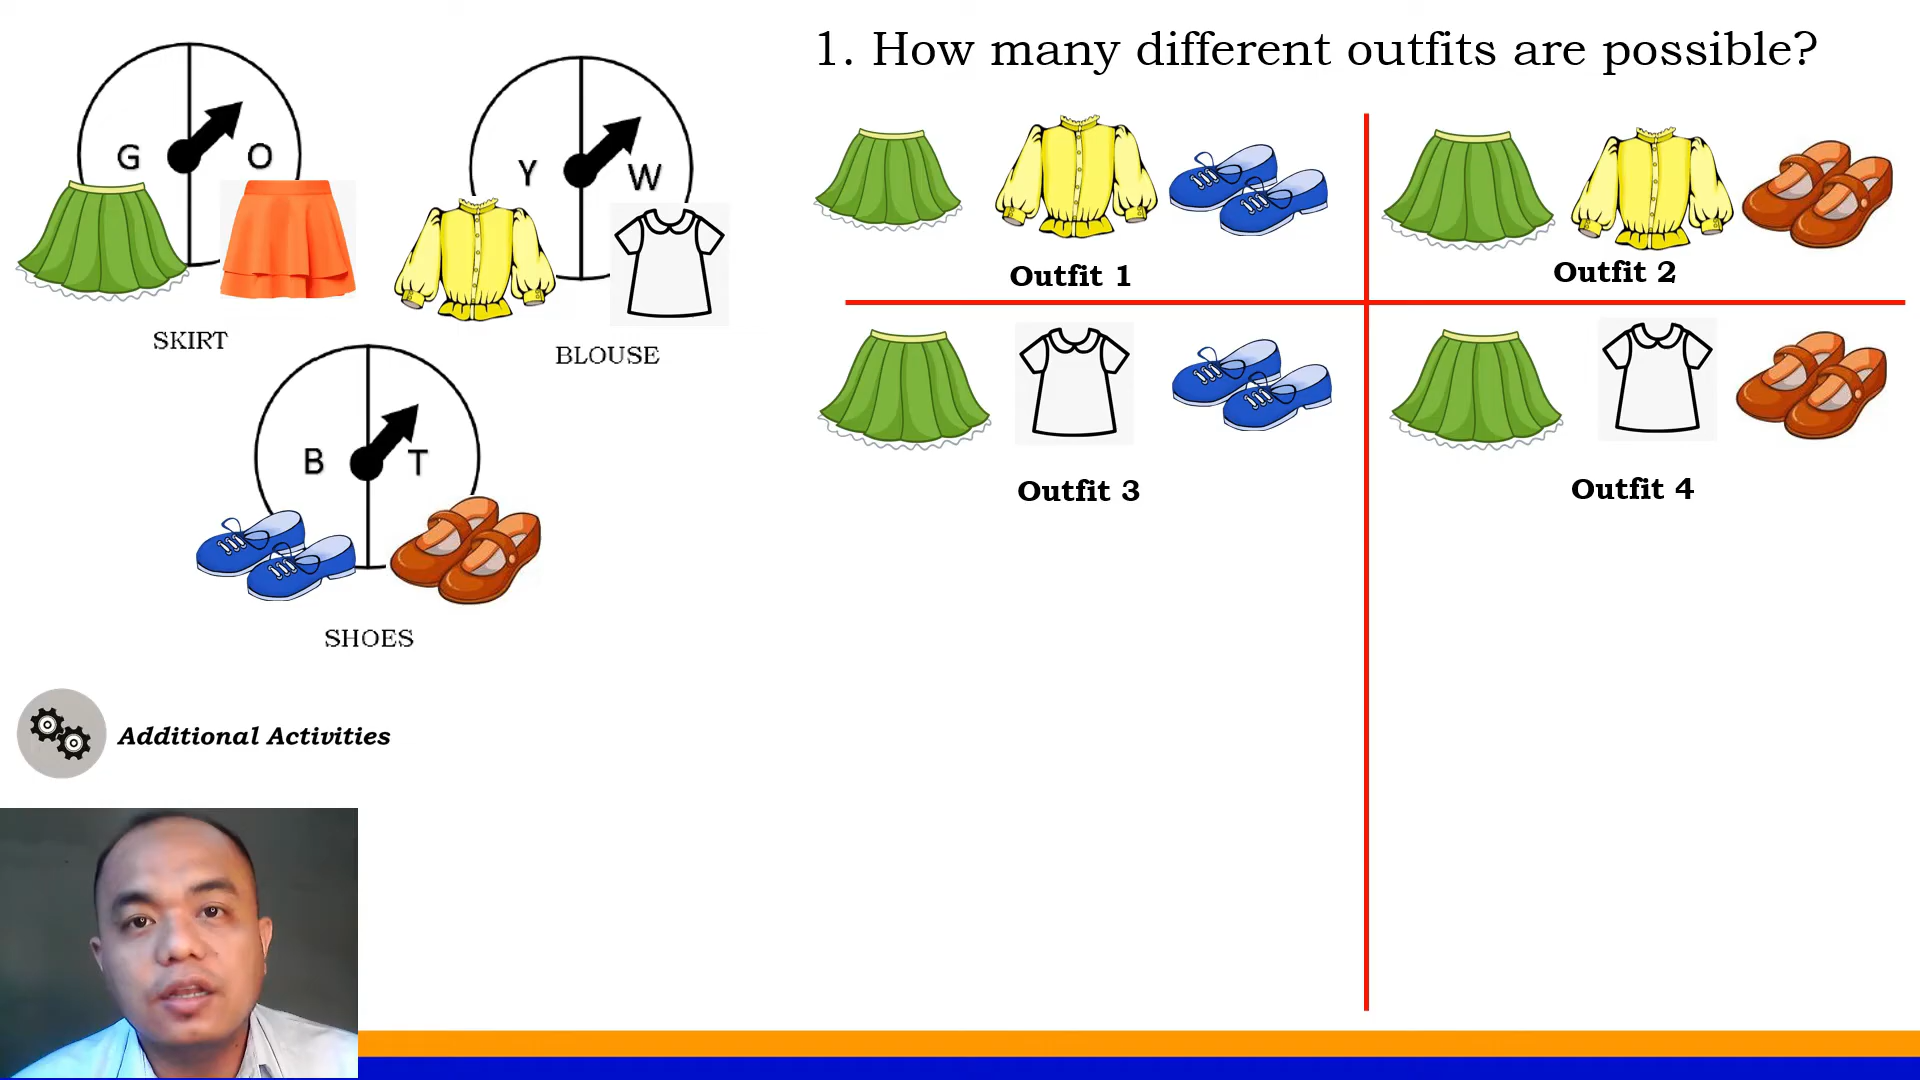 1. How many different outfits are possible?
G
O
Y
W
SKIRT
BLOUSE
B
T
SHOES
Outfit 1
Outfit 2
Outfit 3
Outfit 4
Additional Activities